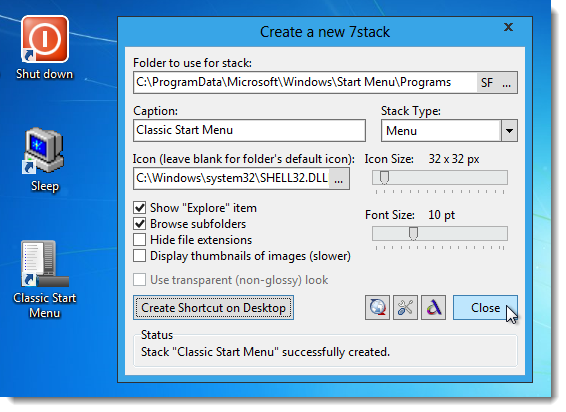 Shut down
Sleep
Classic Start
Menu
Create a new 7stack
x
Folder to use for stack:
C:\ProgramData\Microsoft\Windows\Start Menu\Programs SF ...
Caption: Stack Type:
Classic Start Menu Menu
Icon (leave blank for folder's default icon): Icon Size: 32 x 32 px
C:\Windows\system32\SHELL32.DLL ...
Show "Explore" item
Browse subfolders Font Size: 10 pt
Hide file extensions
Display thumbnails of images (slower)
Use transparent (non-glossy) look
Create Shortcut on Desktop a Close
Status
Stack "Classic Start Menu" successfully created.